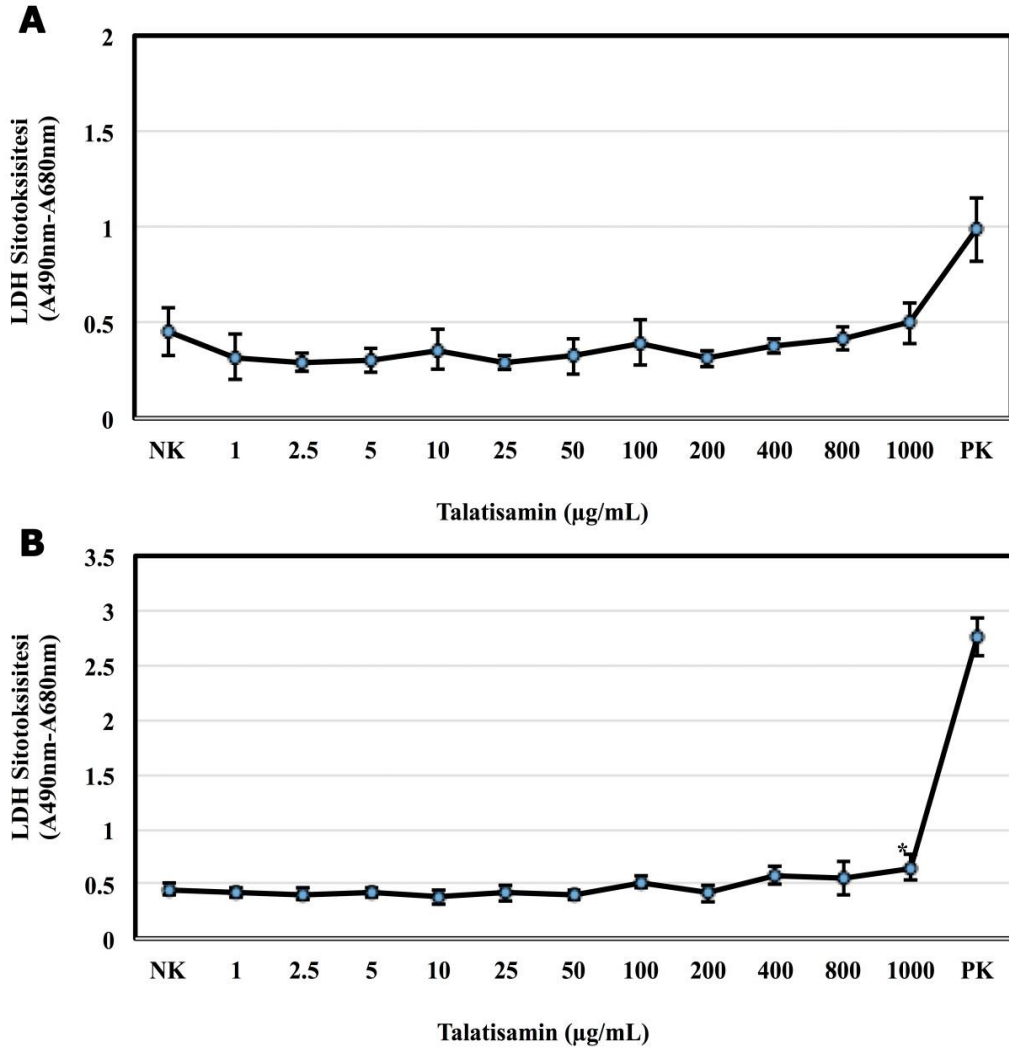 A
2
1.5
1
0.5
0
LDH Sitotoksisitesi
(A490nm-A680nm)
NK 1 2.5 5 10 25 50 100 200 400 800 1000 PK
Talatisamin (µg/mL)
B
3.5
3
2.5
2
1.5
1
0.5
0
LDH Sitotoksisitesi
(A490nm-A680nm)
*
NK 1 2.5 5 10 25 50 100 200 400 800 1000 PK
Talatisamin (µg/mL)